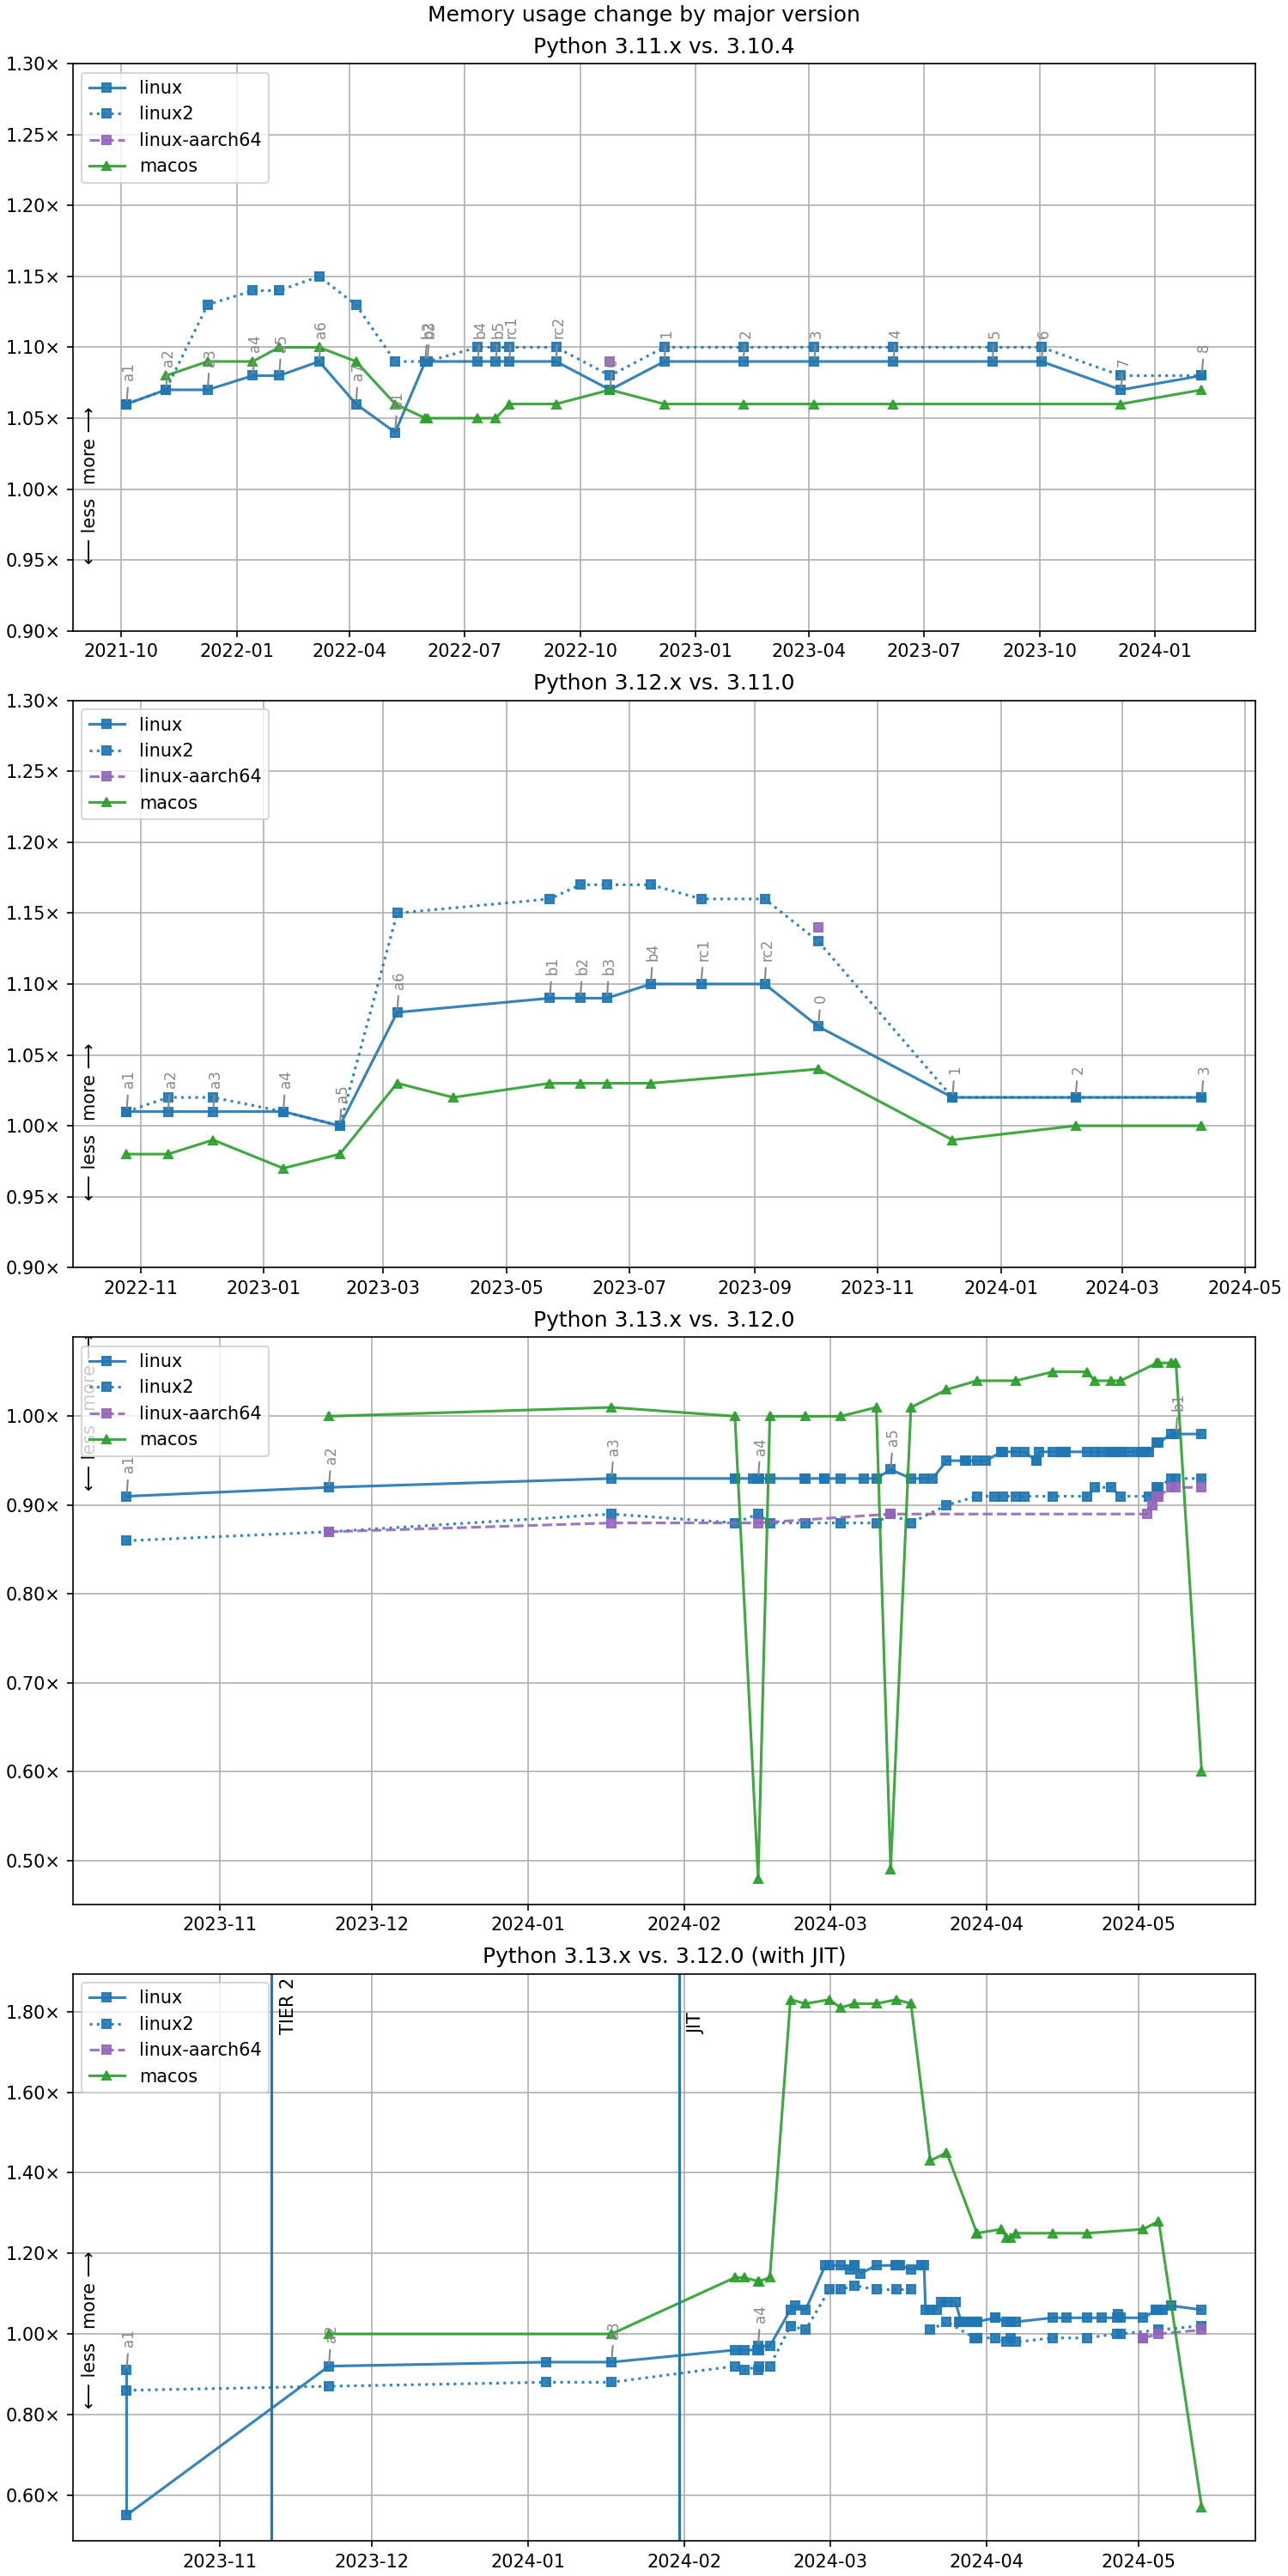 Memory usage change by major version
Python 3.11.x vs. 3.10.4
1.30×
1.25×
1.20×
1.15×
1.10×
1.05×
1.00×
0.95×
0.90×
linux
linux2
linux-aarch64
macos
a1
a2
a3
a4
a5
a6
a7
b1
b2
b3
b4
b5
rc1
rc2
1
2
3
4
5
6
7
8
← less more →
2021-10
2022-01
2022-04
2022-07
2022-10
2023-01
2023-04
2023-07
2023-10
2024-01
Python 3.12.x vs. 3.11.0
1.30×
1.25×
1.20×
1.15×
1.10×
1.05×
1.00×
0.95×
0.90×
linux
linux2
linux-aarch64
macos
a1
a2
a3
a4
a5
a6
b1
b2
b3
b4
rc1
rc2
0
1
2
3
← less more →
2022-11
2023-01
2023-03
2023-05
2023-07
2023-09
2023-11
2024-01
2024-03
2024-05
Python 3.13.x vs. 3.12.0
1.00×
0.90×
0.80×
0.70×
0.60×
0.50×
linux
linux2
linux-aarch64
macos
← less more →
a1
a2
a3
a4
a5
b1
2023-11
2023-12
2024-01
2024-02
2024-03
2024-04
2024-05
Python 3.13.x vs. 3.12.0 (with JIT)
1.80×
1.60×
1.40×
1.20×
1.00×
0.80×
0.60×
linux
linux2
linux-aarch64
macos
TIER 2
JIT
← less more →
a1
a2
a3
a4
2023-11
2023-12
2024-01
2024-02
2024-03
2024-04
2024-05